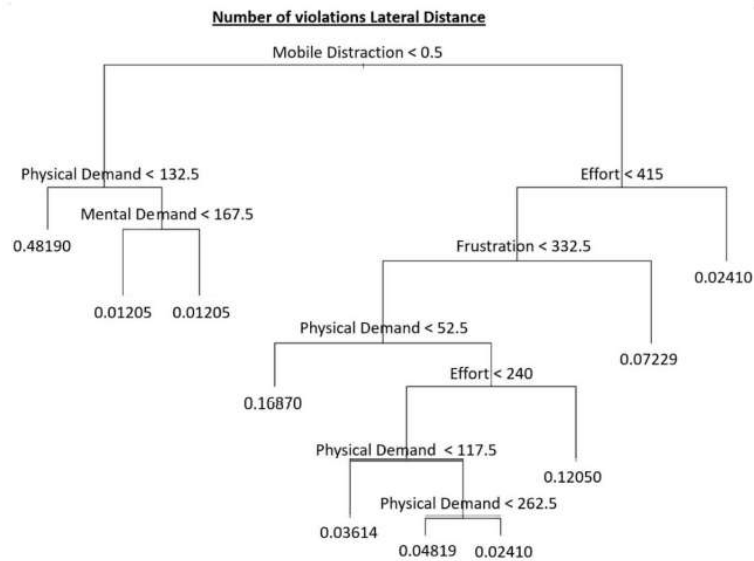 Number of violations Lateral Distance
Mobile Distraction < 0.5
Physical Demand < 132.5
Effort < 415
Mental Demand < 167.5
0.48190
Frustration < 332.5
0.02410
0.01205
0.01205
Physical Demand < 52.5
0.07229
Effort < 240
0.16870
Physical Demand < 117.5
0.12050
Physical Demand < 262.5
0.03614
0.04819
0.02410